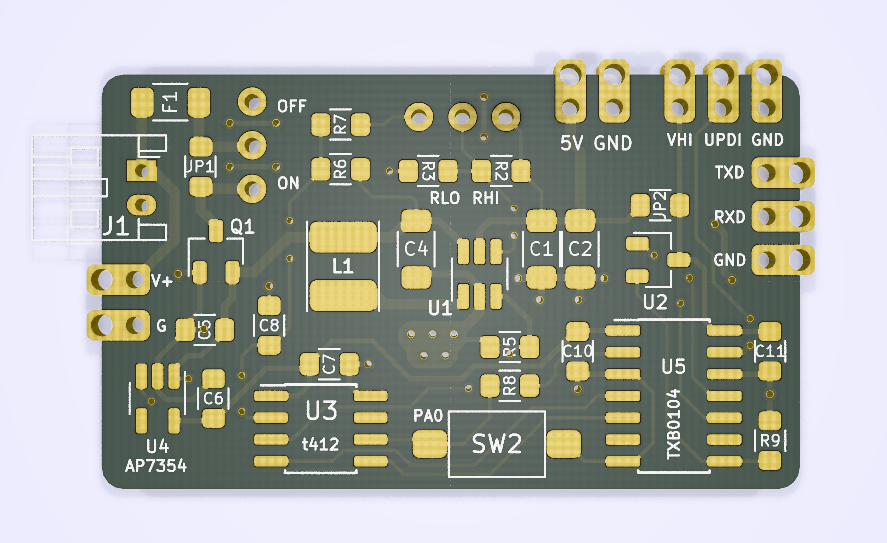 F1
OFF
R7
5V GND
VHI UPDI GND
JP1
R6
R3
R2
TXD
ON
RLO RHI
JP2
J1
Q1
RXD
C4
C1
C2
L1
GND
V+
U1
U2
G
C5
C8
R5
C10
C11
C7
U5
C6
R8
U3
PA0
TXB0104
t412
SW2
R9
U4
AP7354